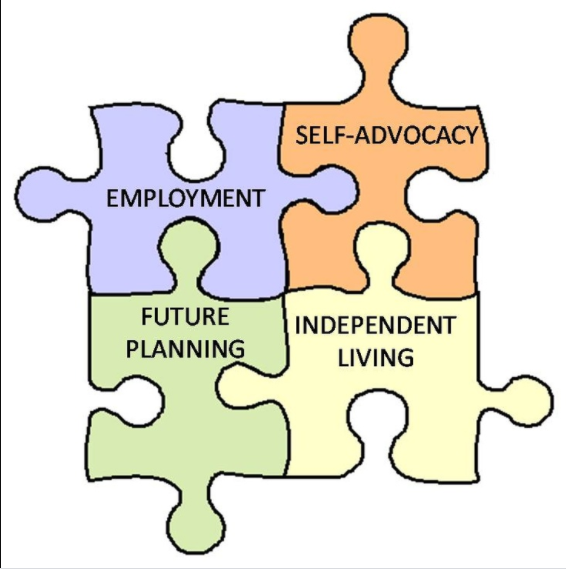 SELF-ADVOCACY
EMPLOYMENT
FUTURE
PLANNING
INDEPENDENT
LIVING